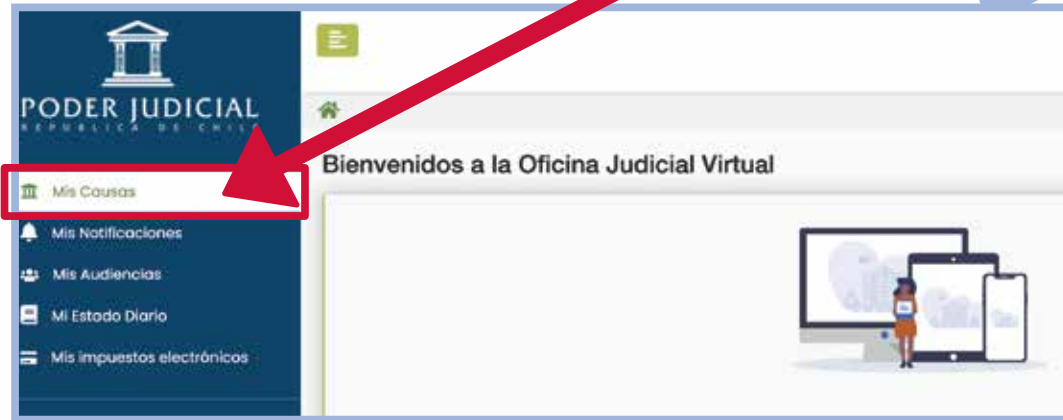 PODER JUDICIAL
REPUBLICA DE CHILE
Bienvenidos a la Oficina Judicial Virtual
Mis Causas
Mis Notificaciones
Mis Audiencias
Mi Estado Diario
Mis impuestos electrónicos